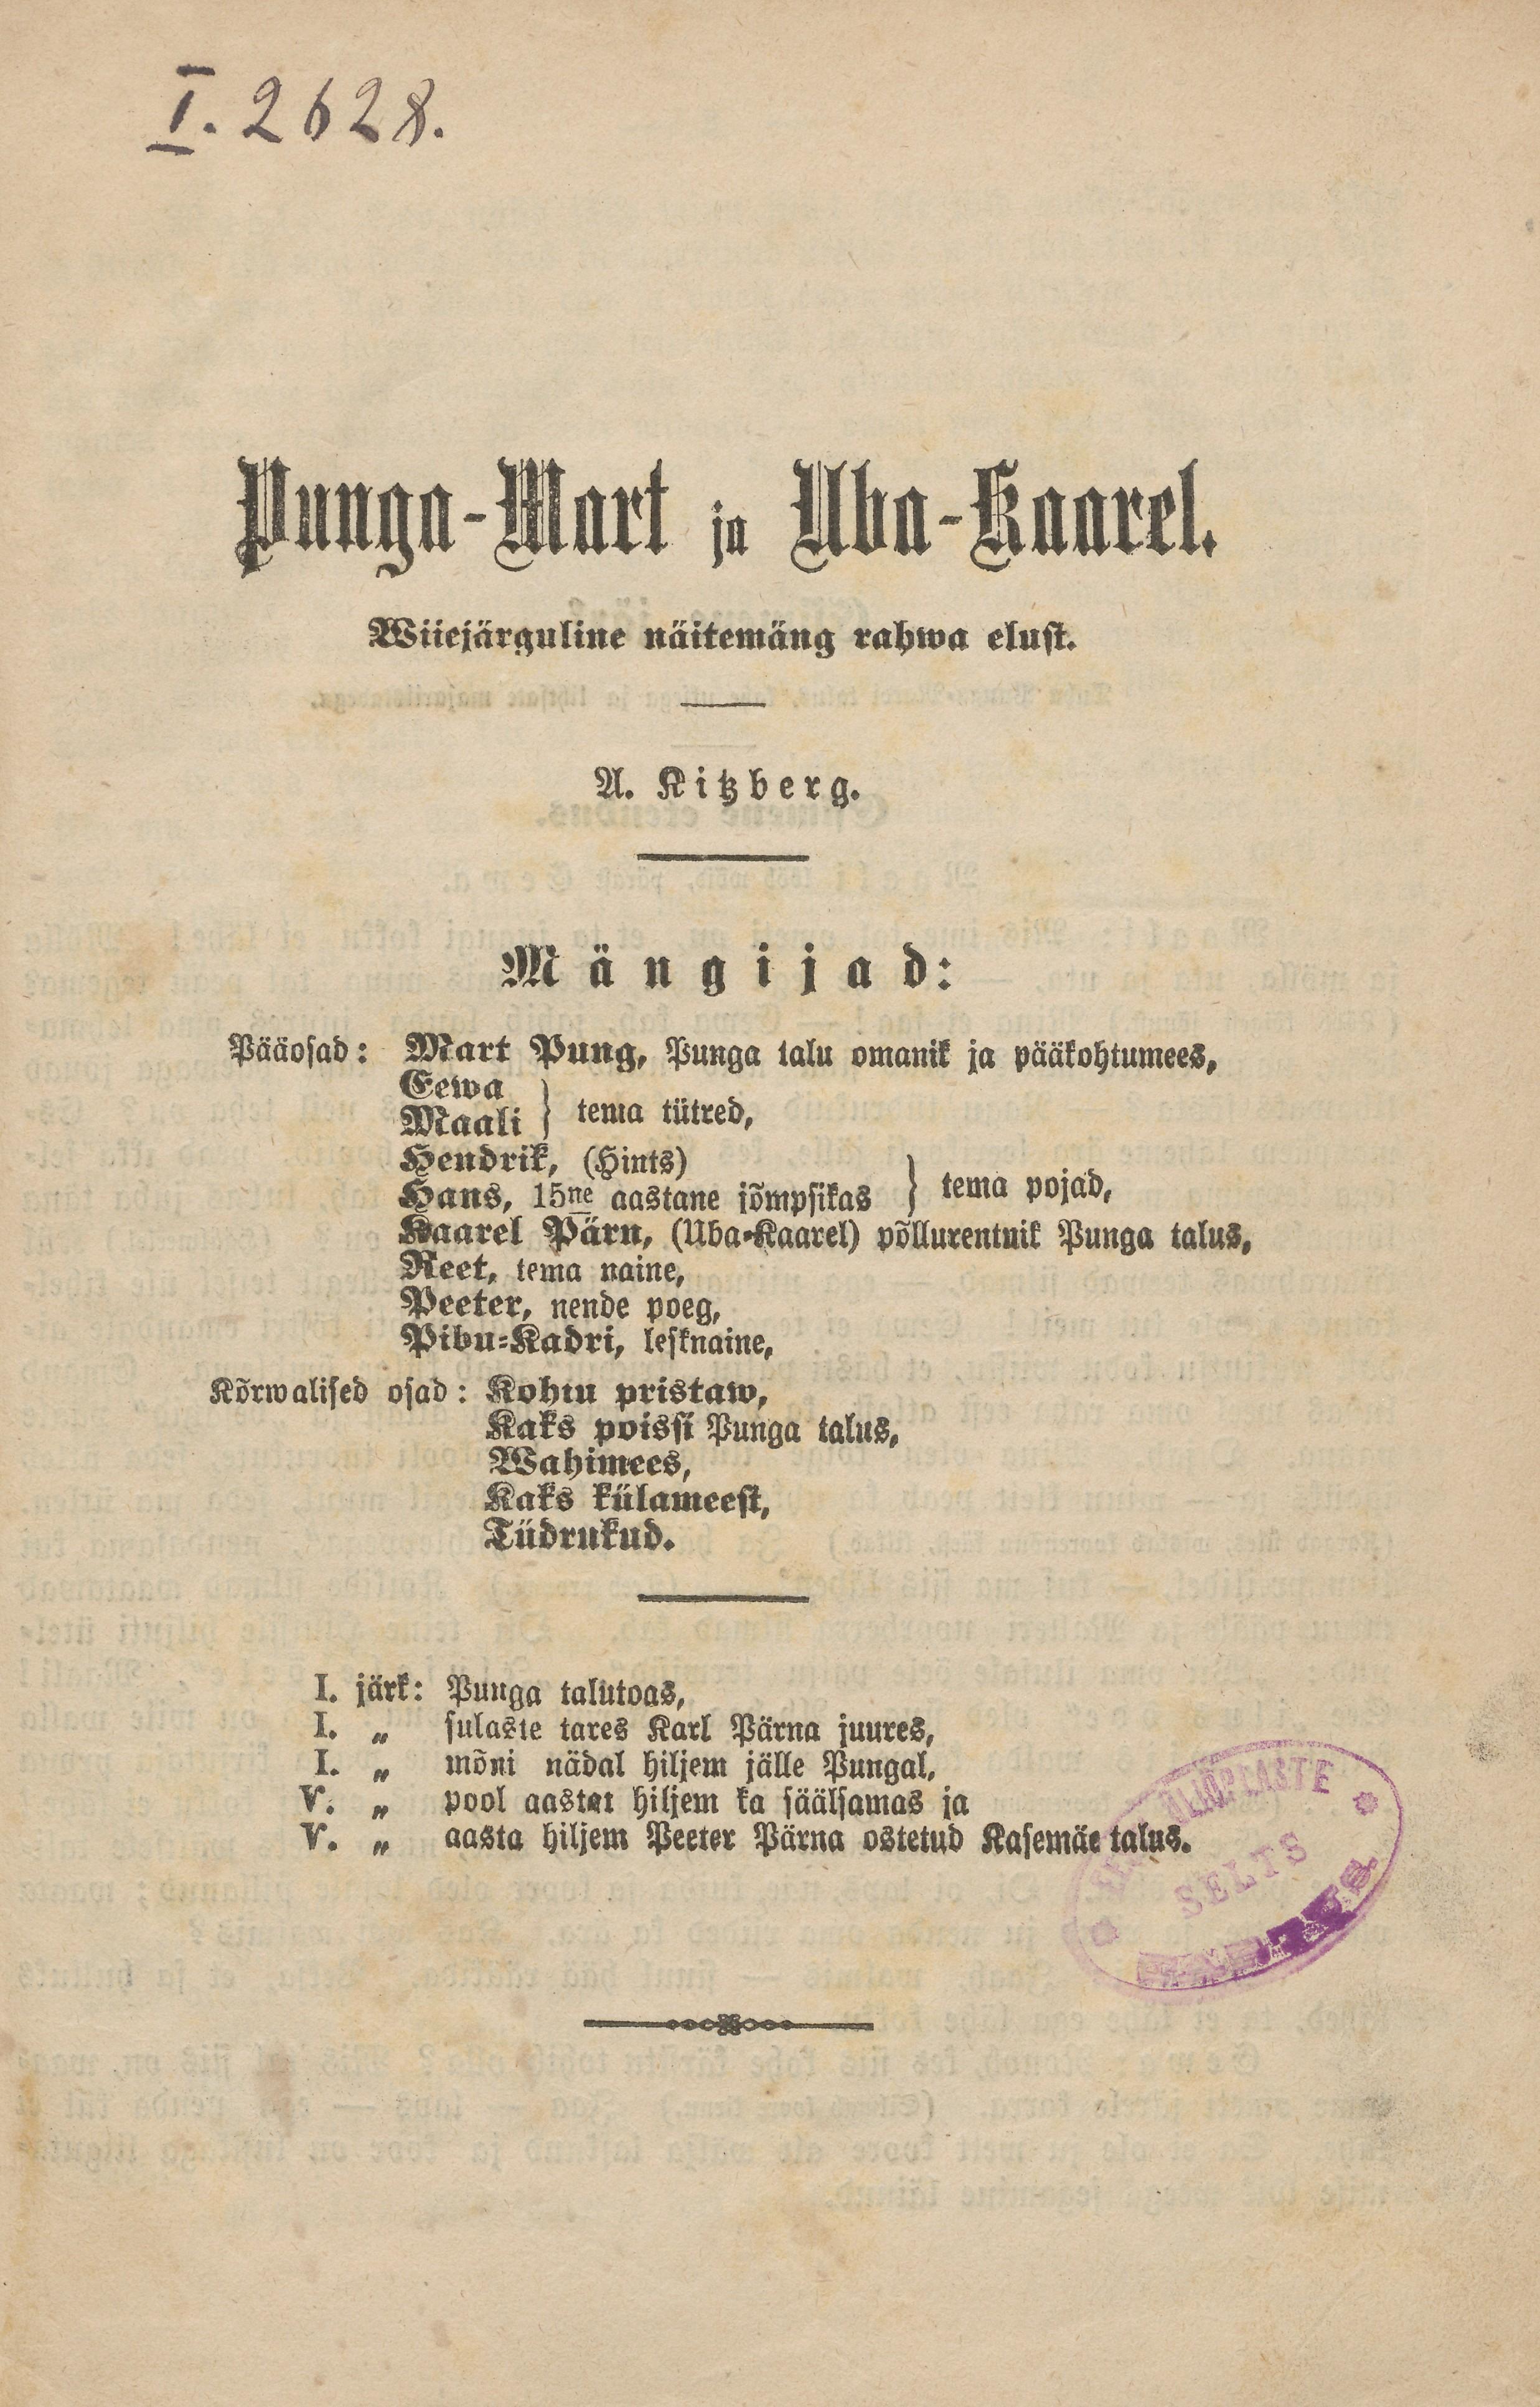 I. 2628.
Punga-Mart ja Uba-Kaarel.
Wiiejärguline näitemäng rahwa elust.
A. Kitzberg.
Mängijad:
Pääosad: Mart Pung, Punga talu omanik ja pääkohtumees,
Eewa
Maali } tema tütred,
Hendrik, (Hints)
Hans, 15ne aastane jõmpsikas } tema pojad,
Kaarel Pärn, (Uba-Kaarel) põllurentnik Punga talus,
Reet, tema naine,
Peeter, nende poeg,
Pibu-Kadri, lesknaine,
Kõrwalised osad: Kohtu pristaw,
Kaks poissi Punga talus,
Wahimees,
Kaks külameest,
Tüdrukud.
I. järk: Punga talutoas,
I. „ sulaste tares Karl Pärna juures,
I. „ mõni nädal hiljem jälle Pungal,
V. „ pool aastat hiljem ka säälsamas ja
V. „ aasta hiljem Peeter Pärna ostetud Kasemäe talus.
ÜLIÕPLASTE
SELTS